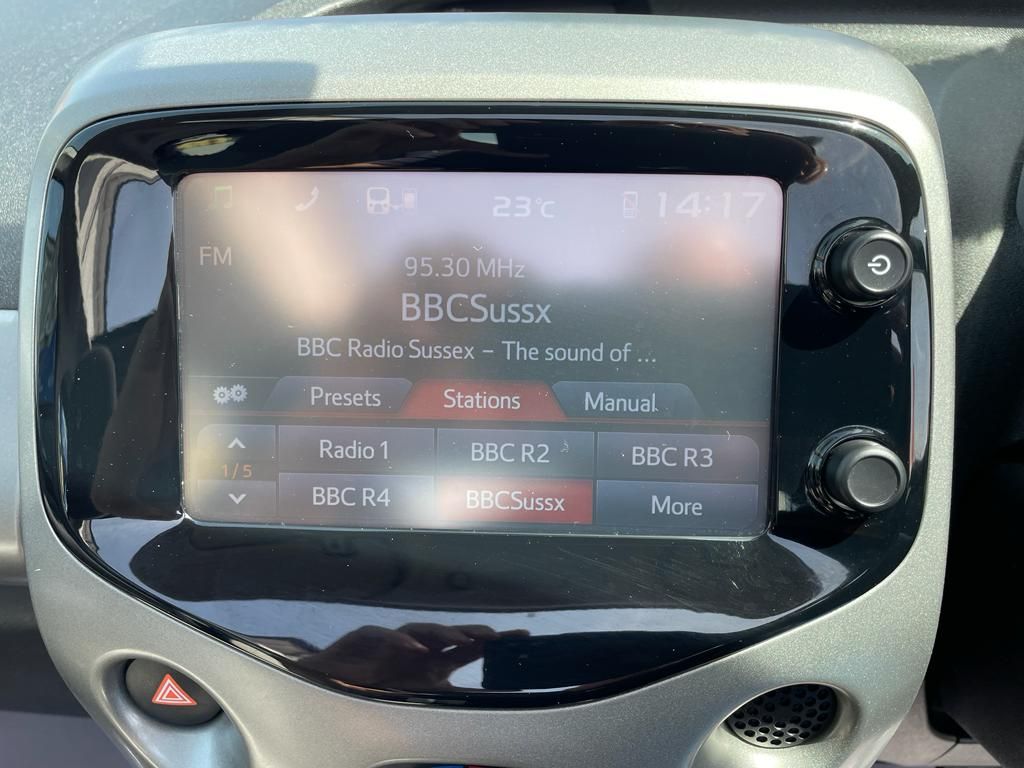 23°C 14:17
FM
95.30 MHz
BBCSussx
BBC Radio Sussex – The sound of ...
Presets Stations Manual
Radio 1 BBC R2 BBC R3
1/5
BBC R4 BBCSussx More